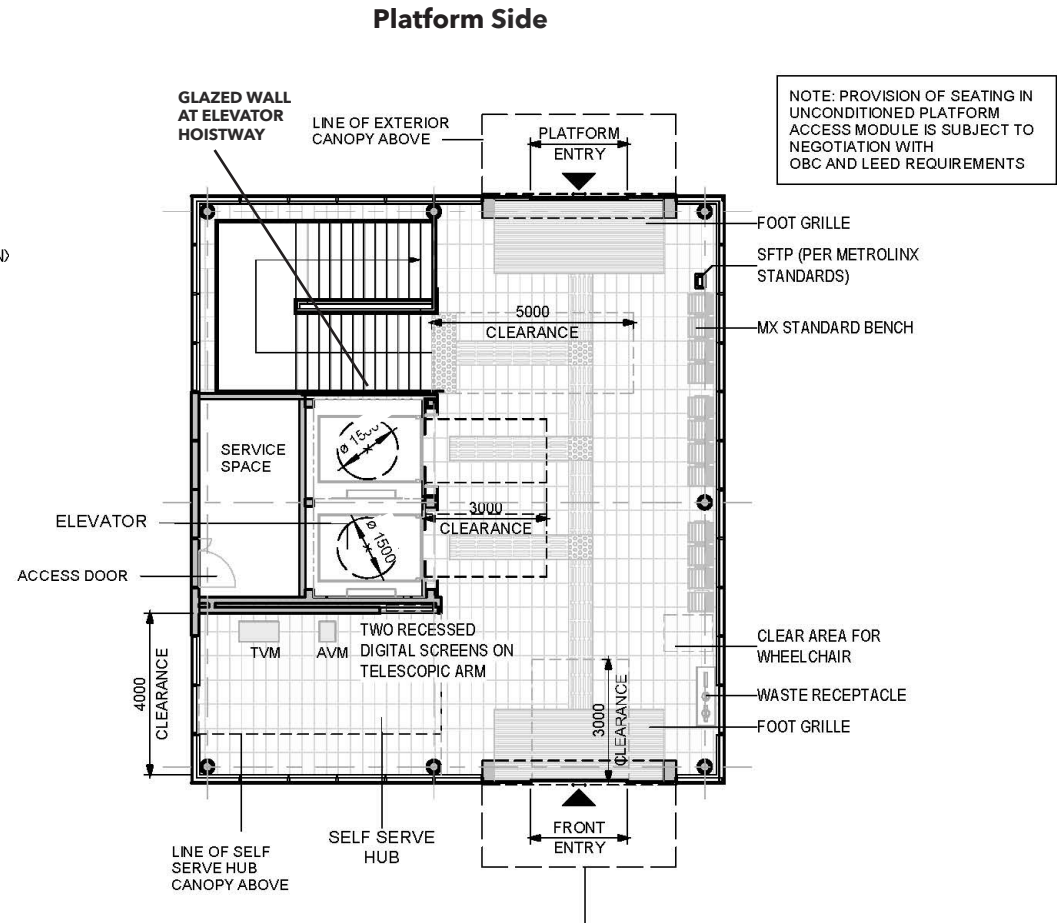 Platform Side
GLAZED WALL
AT ELEVATOR
HOISTWAY
LINE OF EXTERIOR
CANOPY ABOVE
PLATFORM
ENTRY
NOTE: PROVISION OF SEATING IN
UNCONDITIONED PLATFORM
ACCESS MODULE IS SUBJECT TO
NEGOTIATION WITH
OBC AND LEED REQUIREMENTS
FOOT GRILLE
SFTP (PER METROLINX
STANDARDS)
MX STANDARD BENCH
5000
CLEARANCE
SERVICE
SPACE
3000
CLEARANCE
ELEVATOR
ø 1500
ACCESS DOOR
TVM
AVM
TWO RECESSED
DIGITAL SCREENS ON
TELESCOPIC ARM
4000
CLEARANCE
3000
CLEARANCE
CLEAR AREA FOR
WHEELCHAIR
WASTE RECEPTACLE
FOOT GRILLE
FRONT
ENTRY
SELF SERVE
HUB
LINE OF SELF
SERVE HUB
CANOPY ABOVE